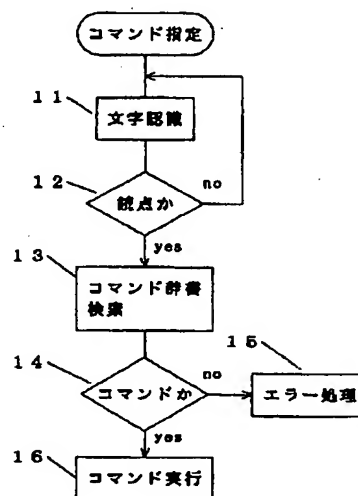 コマンド指定
11
文字認識
12
読点か
no
yes
13
コマンド辞書
検索
14
コマンドか
no
15
エラー処理
yes
16
コマンド実行